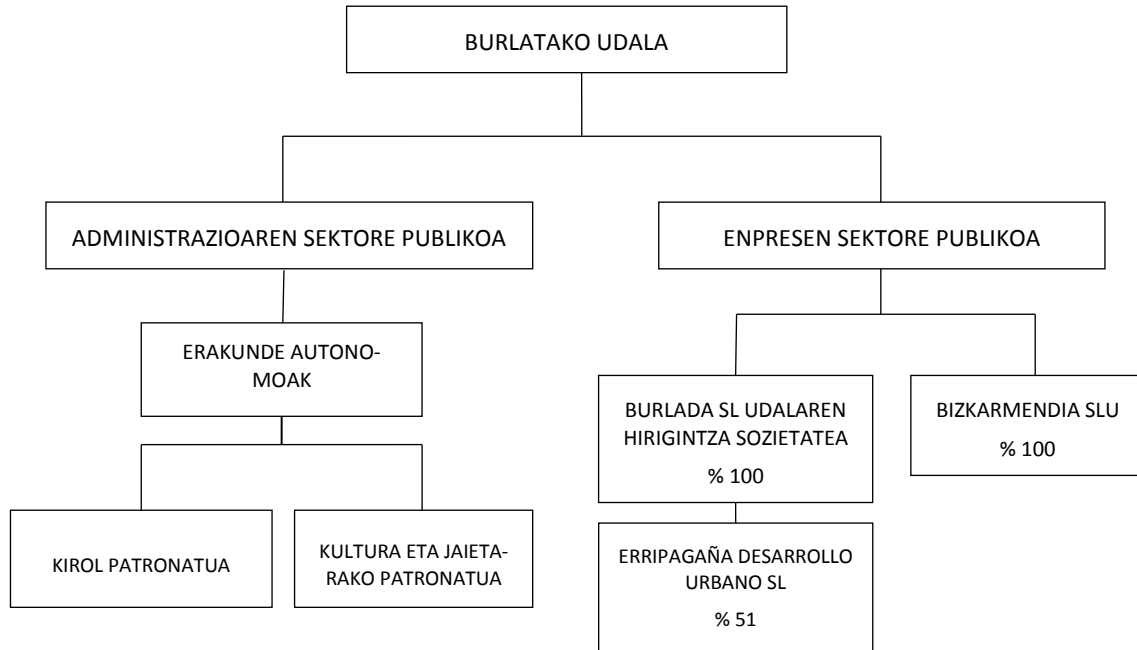 BURLATAKO UDALA
ADMINISTRAZIOAREN SEKTORE PUBLIKOA
ENPRESEN SEKTORE PUBLIKOA
ERAKUNDE AUTONO-
MOAK
BURLADA SL UDALAREN
HIRIGINTZA SOZIETATEA
% 100
BIZKARMENDIA SLU
% 100
KIROL PATRONATUA
KULTURA ETA JAIETA-
RAKO PATRONATUA
ERRIPAGAÑA DESARROLLO
URBANO SL
% 51